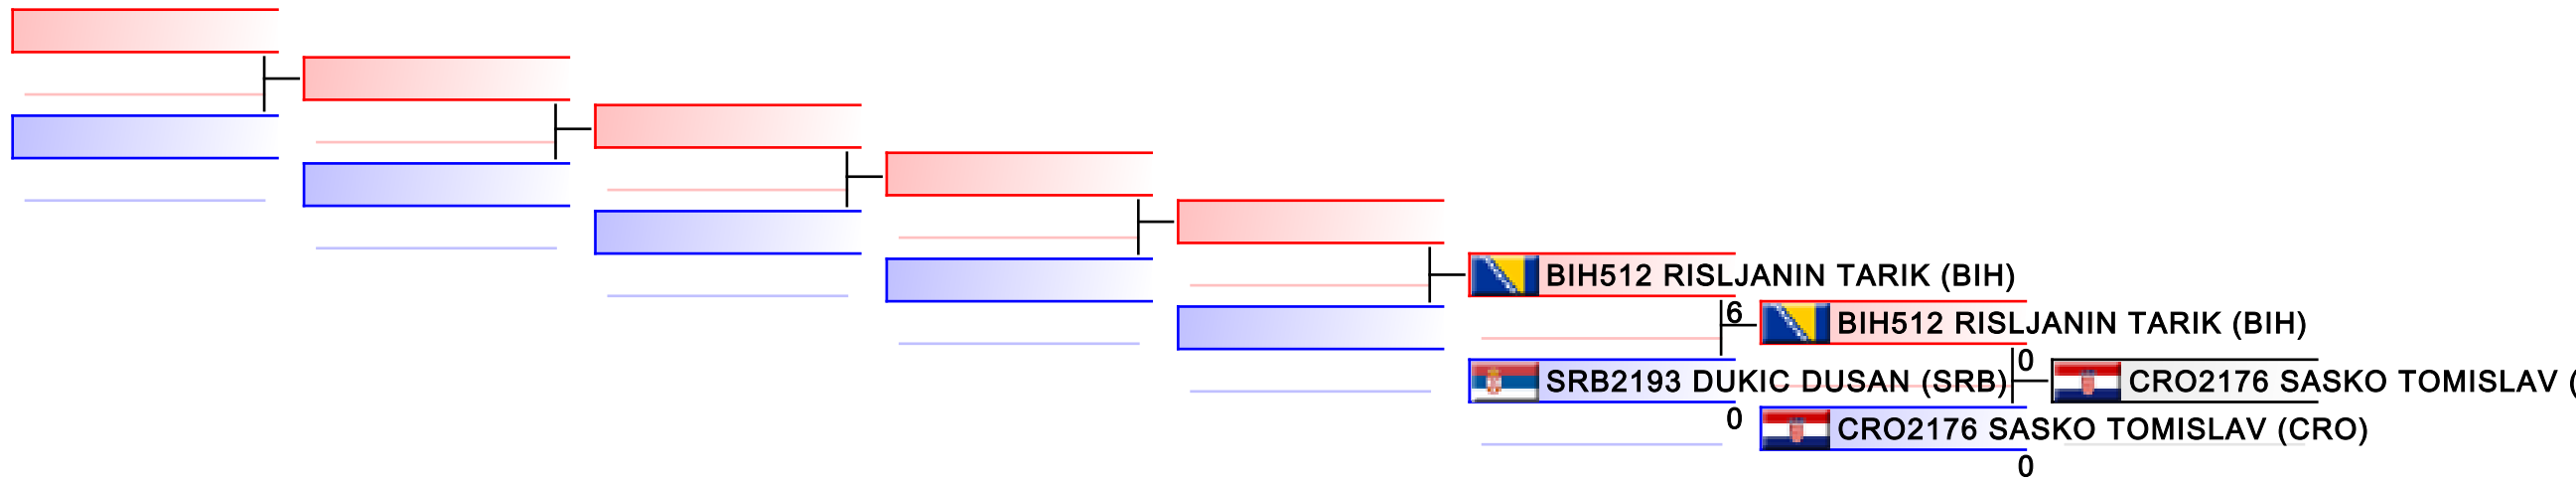 BIH512 RISLJANIN TARIK (BIH)
6
BIH512 RISLJANIN TARIK (BIH)
0
SRB2193 DUKIC DUSAN (SRB)
CRO2176 SASKO TOMISLAV (
0
CRO2176 SASKO TOMISLAV (CRO)
0